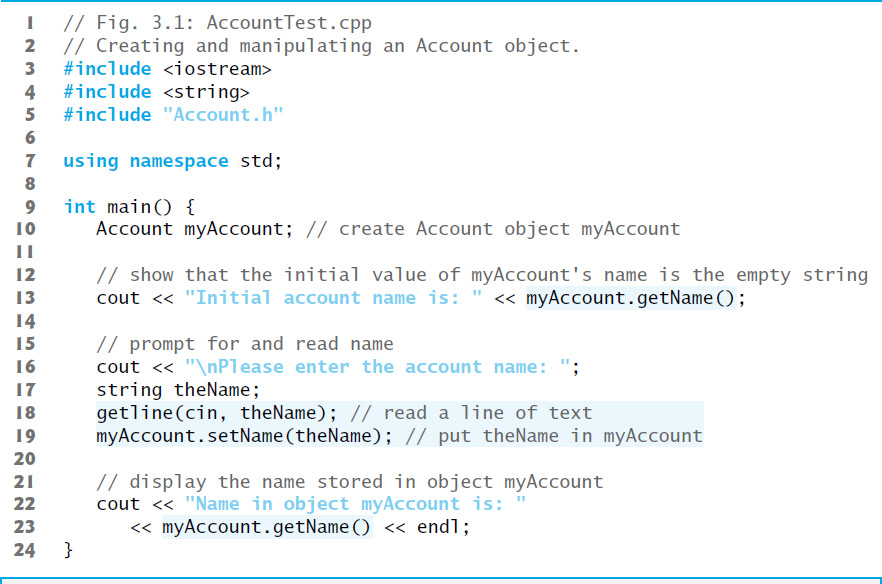 1 // Fig. 3.1: AccountTest.cpp
2 // Creating and manipulating an Account object.
3 #include <iostream>
4 #include <string>
5 #include "Account.h"
6
7 using namespace std;
8
9 int main() {
10    Account myAccount; // create Account object myAccount
11
12    // show that the initial value of myAccount's name is the empty string
13    cout << "Initial account name is: " << myAccount.getName();
14
15    // prompt for and read name
16    cout << "\nPlease enter the account name: ";
17    string theName;
18    getline(cin, theName); // read a line of text
19    myAccount.setName(theName); // put theName in myAccount
20
21    // display the name stored in object myAccount
22    cout << "Name in object myAccount is: "
23       << myAccount.getName() << endl;
24 }